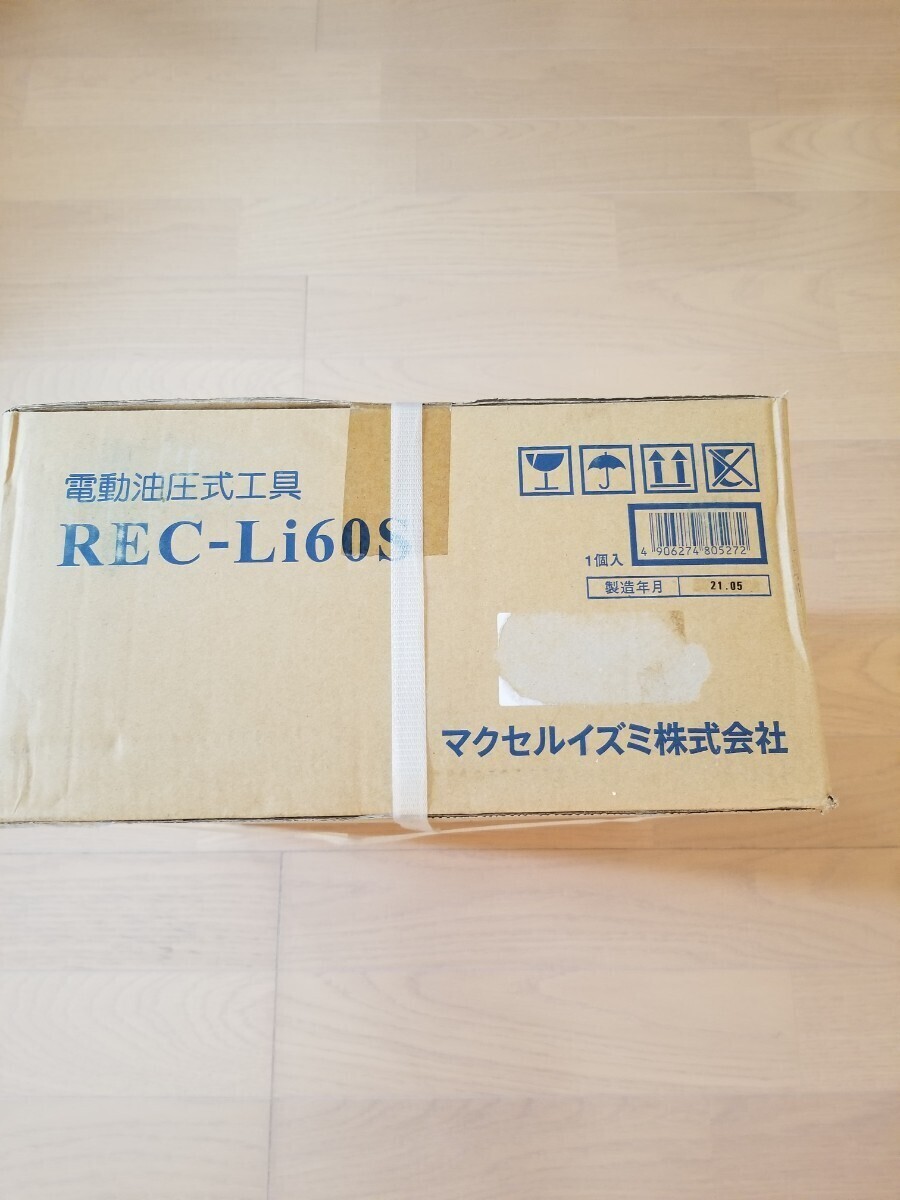 電動油圧式工具
REC-Li60S
4 906274 805272
1個入
製造年月 21.05
マクセルイズミ株式会社